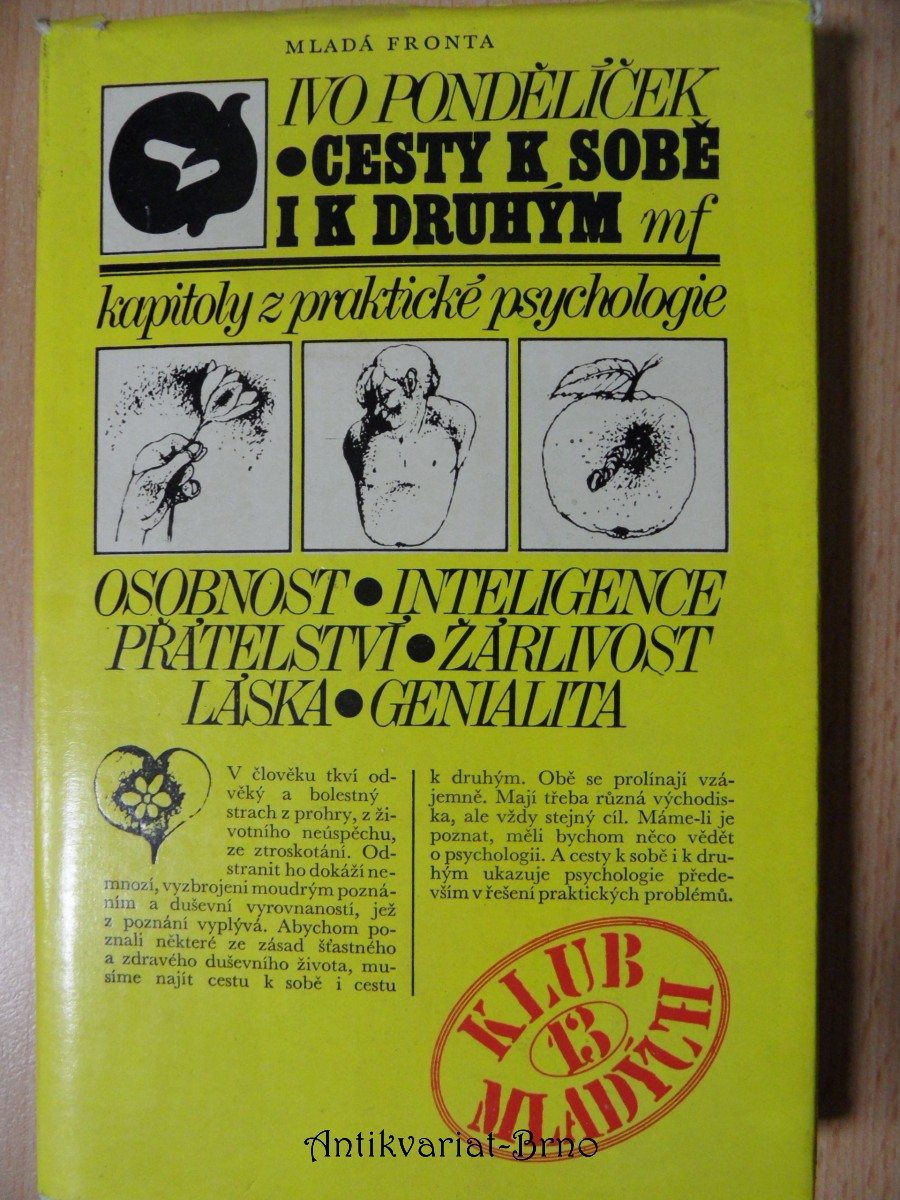 MLADÁ FRONTA
IVO PONDĚLÍČEK
• CESTY K SOBĚ
I K DRUHÝM mf
kapitoly z praktické psychologie
OSOBNOST • INTELIGENCE
PŘÁTELSTVÍ • ŽÁRLIVOST
LÁSKA • GENIALITA
V člověku tkví od-
věký a bolestný
strach z prohry, z ži-
votního neúspěchu,
ze ztroskotání. Od-
stranit ho dokáží ne-
mnozí, vyzbrojeni moudrým pozná-
ním a duševní vyrovnaností, jež
z poznání vyplývá. Abychom po-
znali některé ze zásad šťastného
a zdravého duševního života, mu-
síme najít cestu k sobě i cestu
k druhým. Obě se prolínají vzá-
jemně. Mají třeba různá východis-
ka, ale vždy stejný cíl. Máme-li je
poznat, měli bychom něco vědět
o psychologii. A cesty k sobě i k dru-
hým ukazuje psychologie přede-
vším v řešení praktických problémů.
KLUB
13
MLADÝCH
Antikvariat-Brno